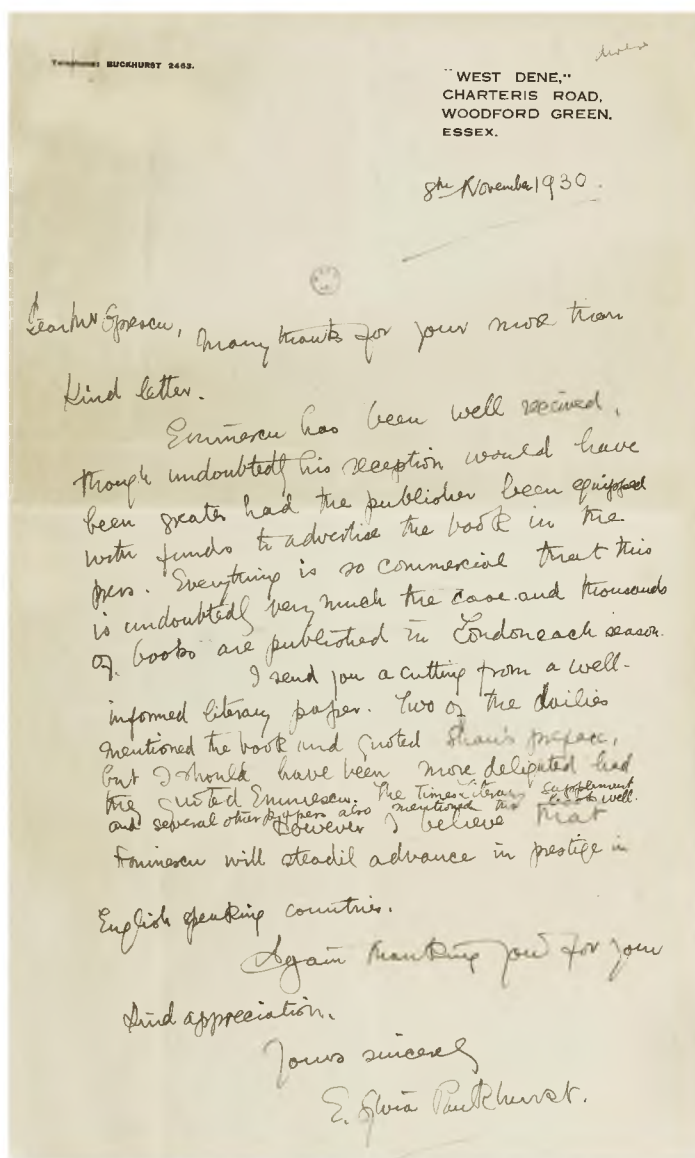 Telephone: BUCKHURST 2463.
"WEST DENE,"
CHARTERIS ROAD,
WOODFORD GREEN,
ESSEX.
8th November 1930.
Dear Mr, many thanks for your more than
kind letter.
Eminescu has been well received,
though undoubtedly his reception would have
been greater had the publisher been equipped
with funds to advertise the book in the
press. Everything is so commercial that this
is undoubtedly very much the case and thousands
of books are published in London each season.
I send you a cutting from a well-
informed literary paper. Two of the dailies
mentioned the book and quoted Shaw's preface,
but I should have been more delighted had
they quoted Eminescu. The Times Literary Supplement
and several other papers also mentioned the book well.
However I believe that
Eminescu will steadily advance in prestige in
English speaking countries.
Again thanking you for your
kind appreciation.
Yours sincerely
E. Sylvia Pankhurst.